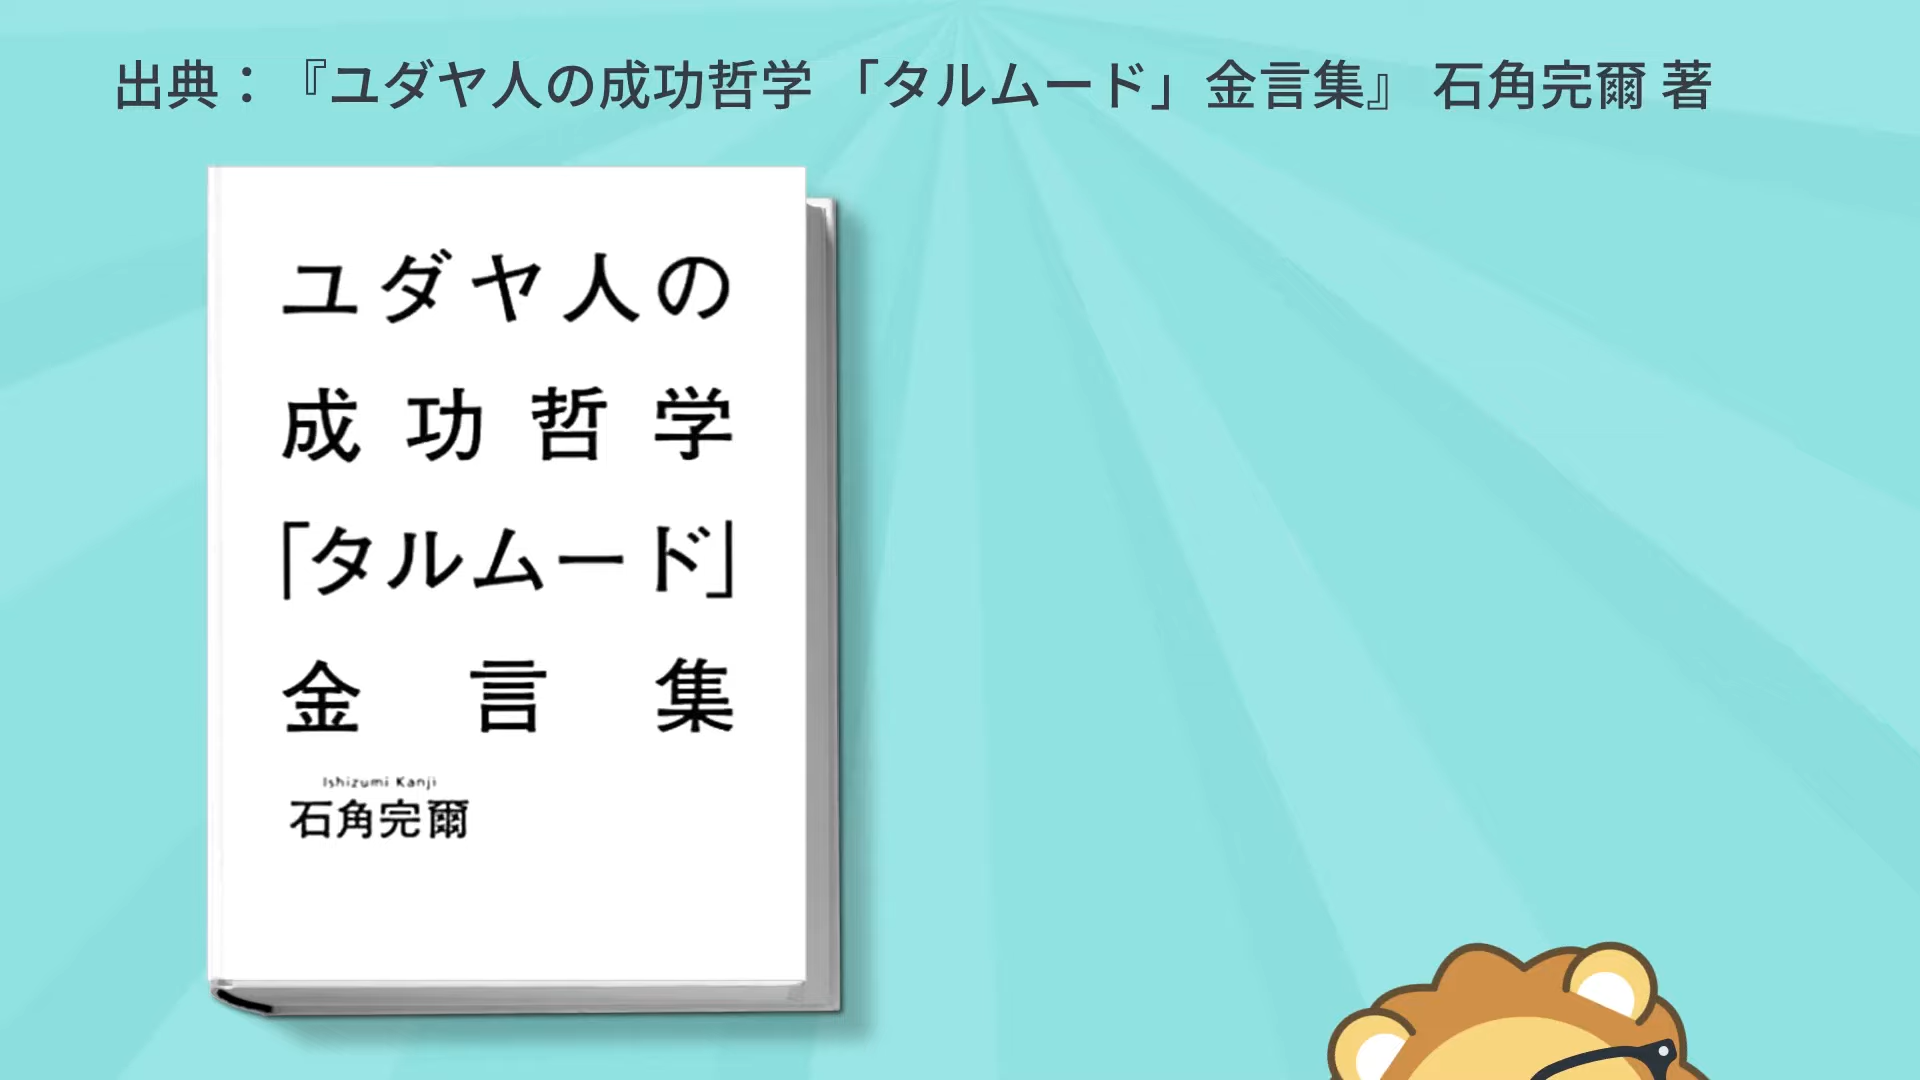 出典：『ユダヤ人の成功哲学 「タルムード」金言集』 石角完爾 著
ユダヤ人の
成功哲学
「タルムード」
金言集
Ishizumi Kanji
石角完爾